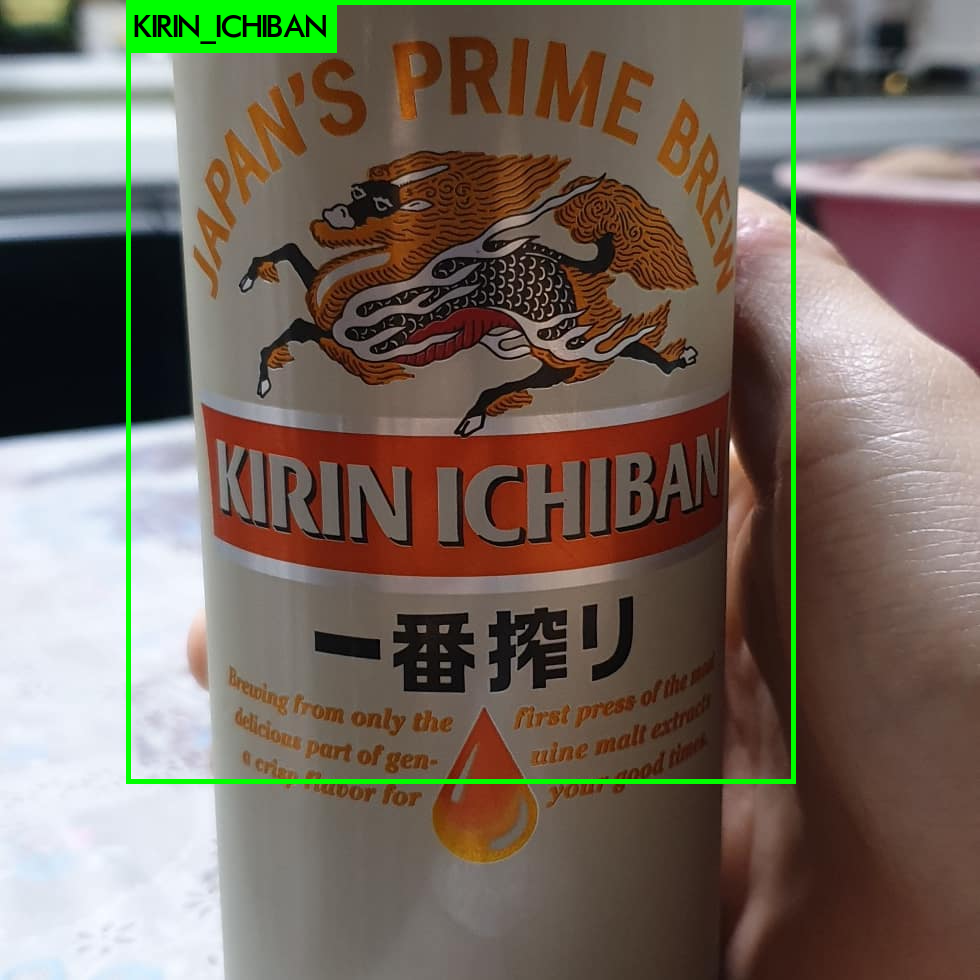 KIRIN_ICHIBAN
JAPAN'S PRIME BREW
KIRIN ICHIBAN
一番搾り
Brewing from only the first press of the most
delicious part of gen- uine malt extracts
a crisp flavor for your good times.